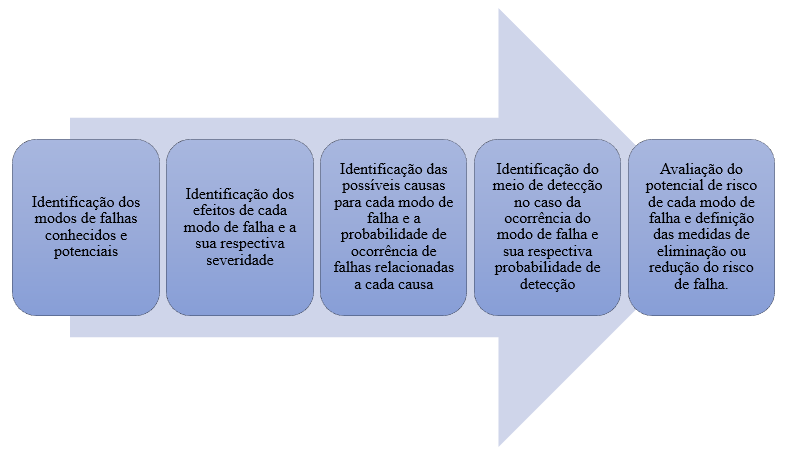 Identificação dos
modos de falhas
conhecidos e
potenciais
Identificação dos
efeitos de cada
modo de falha e a
sua respectiva
severidade
Identificação das
possíveis causas
para cada modo de
falha e a
probabilidade de
ocorrência de
falhas relacionadas
a cada causa
Identificação do
meio de detecção
no caso da
ocorrência do
modo de falha e
sua respectiva
probabilidade de
detecção
Avaliação do
potencial de risco
de cada modo de
falha e definição
das medidas de
eliminação ou
redução do risco
de falha.